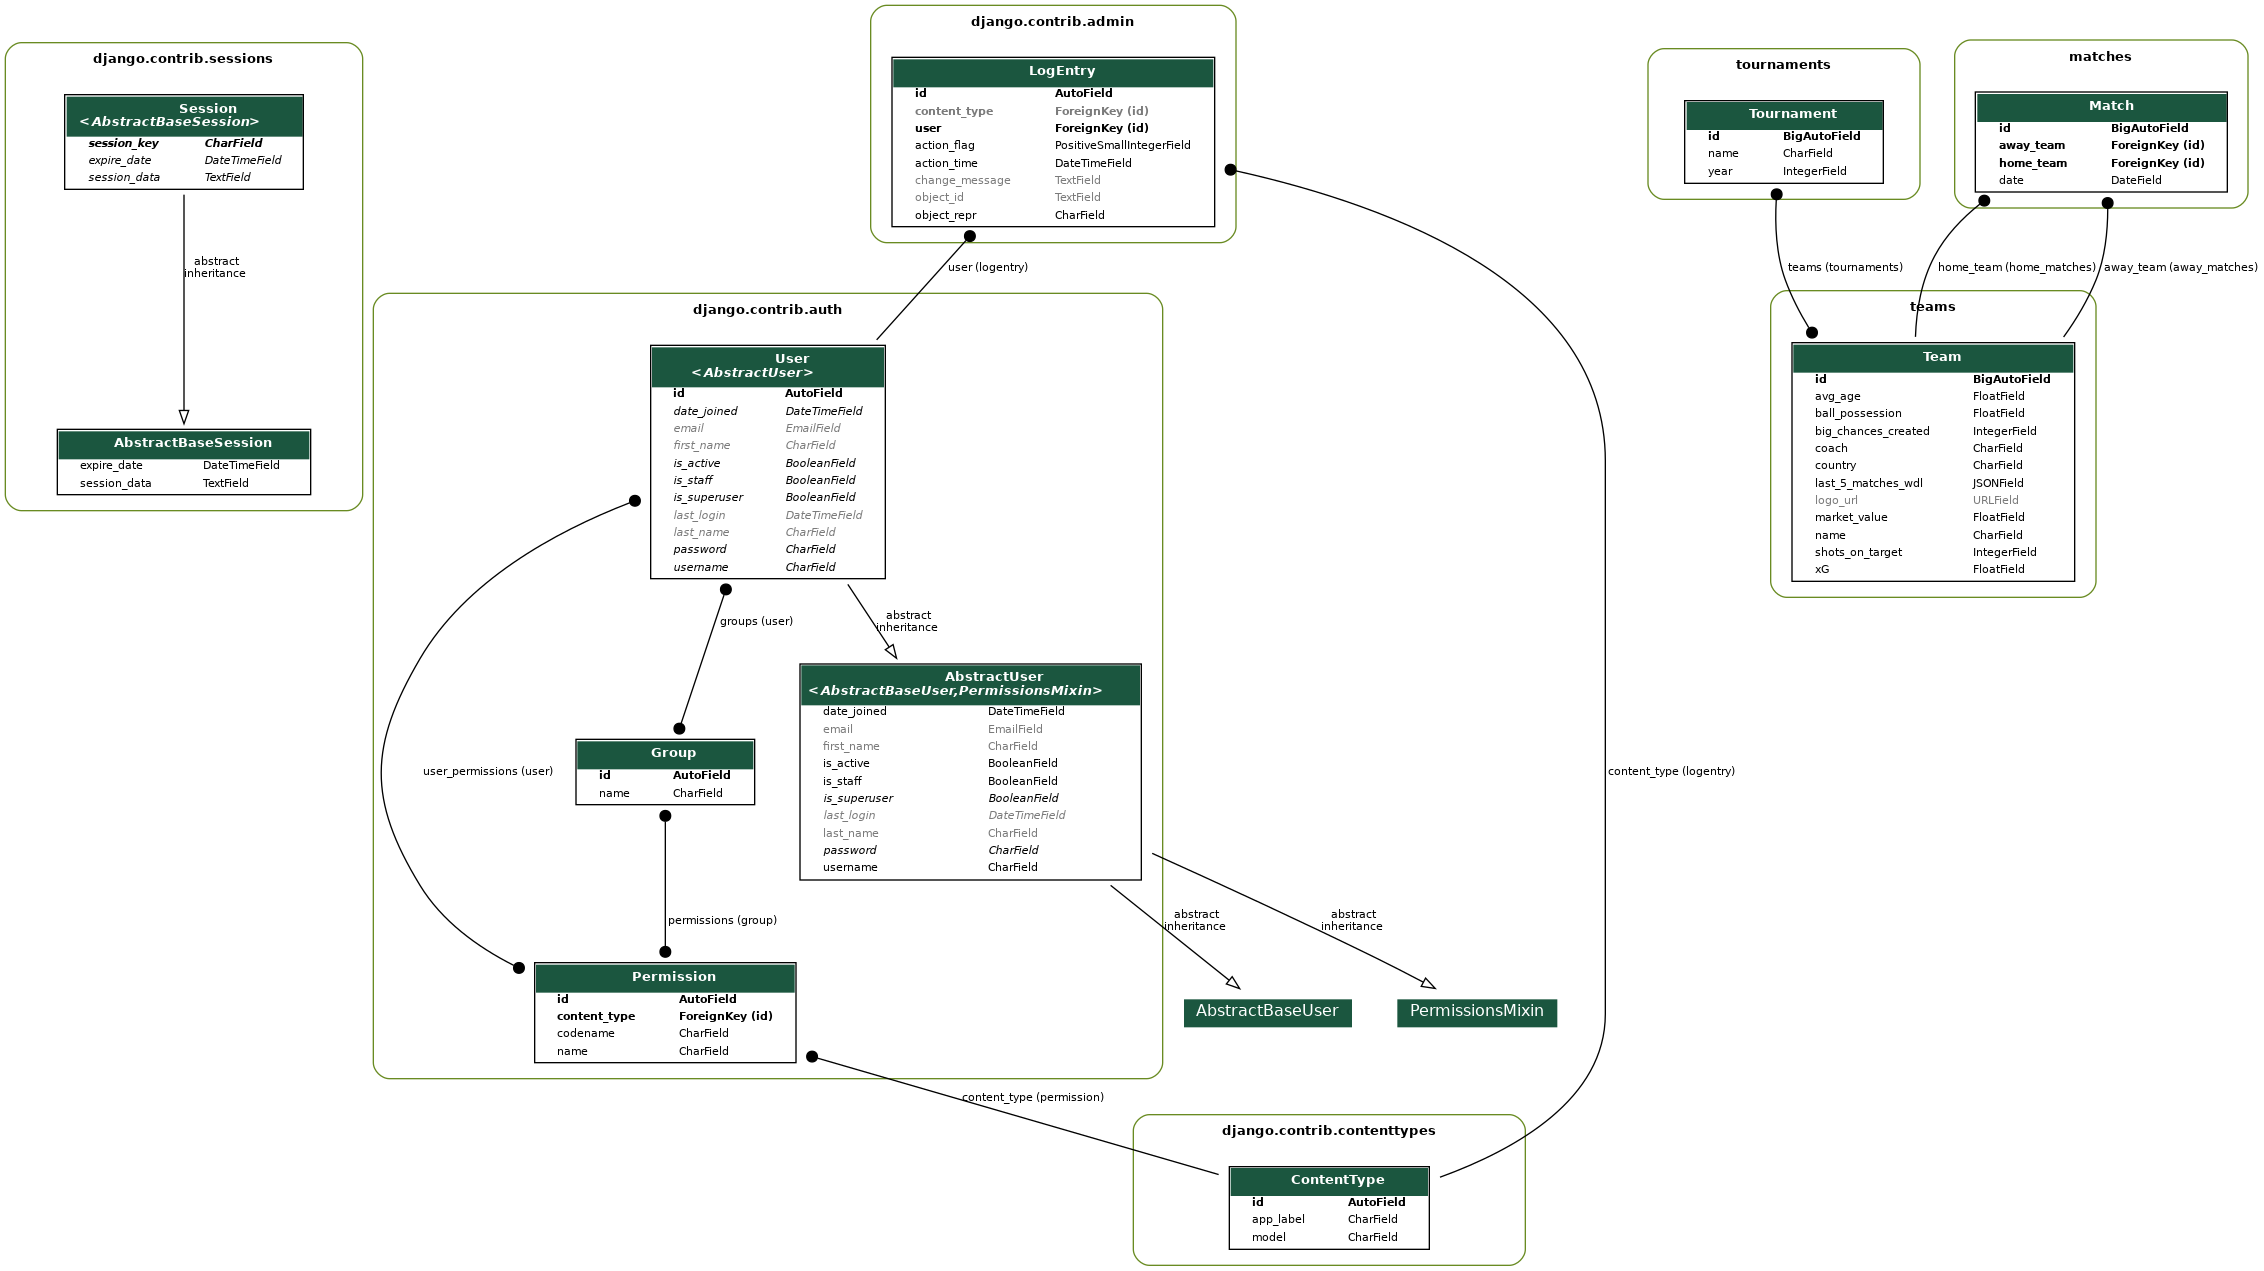 django.contrib.sessions
Session
<AbstractBaseSession>
session_key CharField
expire_date DateTimeField
session_data TextField
abstract
inheritance
AbstractBaseSession
expire_date DateTimeField
session_data TextField
django.contrib.admin
LogEntry
id AutoField
content_type ForeignKey (id)
user ForeignKey (id)
action_flag PositiveSmallIntegerField
action_time DateTimeField
change_message TextField
object_id TextField
object_repr CharField
user (logentry)
django.contrib.auth
User
<AbstractUser>
id AutoField
date_joined DateTimeField
email EmailField
first_name CharField
is_active BooleanField
is_staff BooleanField
is_superuser BooleanField
last_login DateTimeField
last_name CharField
password CharField
username CharField
groups (user)
abstract
inheritance
AbstractUser
<AbstractBaseUser,PermissionsMixin>
date_joined DateTimeField
email EmailField
first_name CharField
is_active BooleanField
is_staff BooleanField
is_superuser BooleanField
last_login DateTimeField
last_name CharField
password CharField
username CharField
user_permissions (user)
Group
id AutoField
name CharField
permissions (group)
Permission
id AutoField
content_type ForeignKey (id)
codename CharField
name CharField
abstract
inheritance
abstract
inheritance
AbstractBaseUser
PermissionsMixin
content_type (logentry)
content_type (permission)
django.contrib.contenttypes
ContentType
id AutoField
app_label CharField
model CharField
tournaments
Tournament
id BigAutoField
name CharField
year IntegerField
matches
Match
id BigAutoField
away_team ForeignKey (id)
home_team ForeignKey (id)
date DateField
teams (tournaments)
home_team (home_matches)
away_team (away_matches)
teams
Team
id BigAutoField
avg_age FloatField
ball_possession FloatField
big_chances_created IntegerField
coach CharField
country CharField
last_5_matches_wdl JSONField
logo_url URLField
market_value FloatField
name CharField
shots_on_target IntegerField
xG FloatField